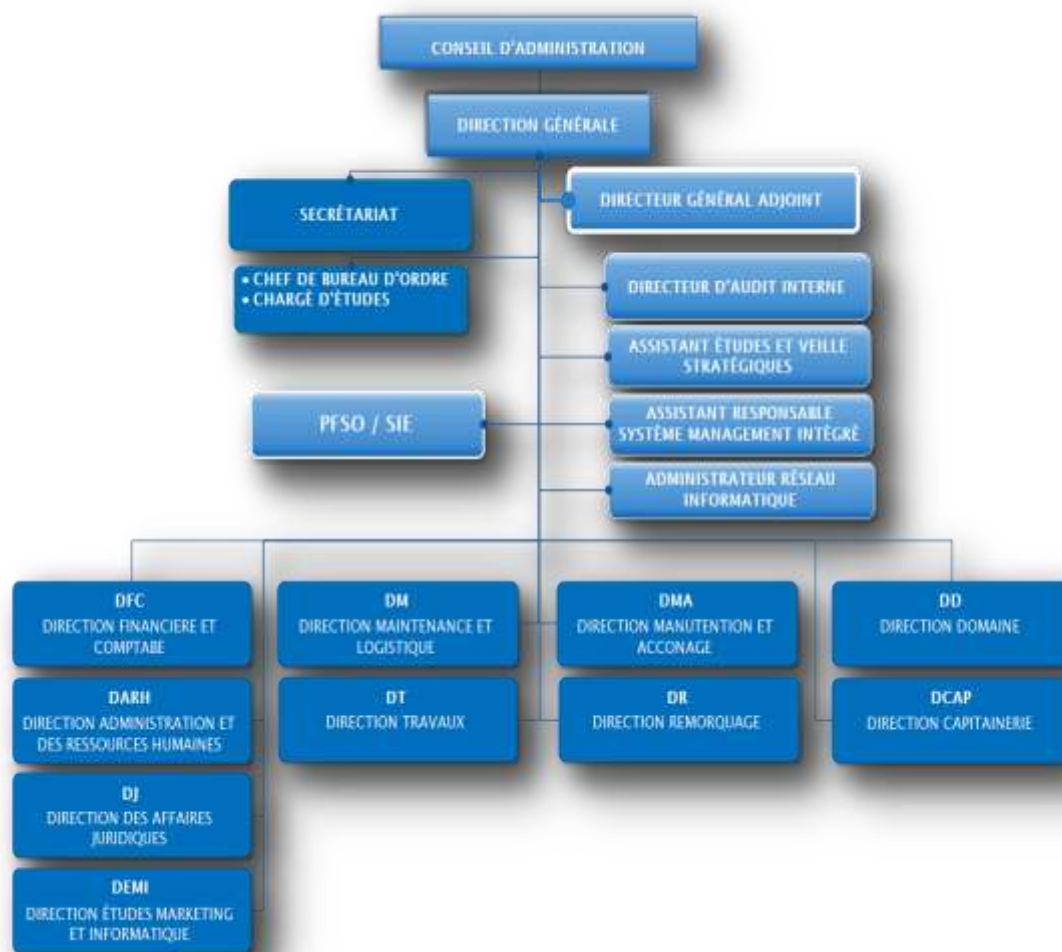 CONSEIL D'ADMINISTRATION
DIRECTION GÉNÉRALE
SECRÉTARIAT
DIRECTEUR GÉNÉRAL ADJOINT
• CHEF DE BUREAU D'ORDRE
• CHARGÉ D'ÉTUDES
DIRECTEUR D'AUDIT INTERNE
ASSISTANT ÉTUDES ET VEILLE
STRATÉGIQUES
PFSO / SIE
ASSISTANT RESPONSABLE
SYSTÈME MANAGEMENT INTÉGRÉ
ADMINISTRATEUR RÉSEAU
INFORMATIQUE
DFC
DIRECTION FINANCIERE ET
COMPTABE
DM
DIRECTION MAINTENANCE ET
LOGISTIQUE
DMA
DIRECTION MANUTENTION ET
ACCONAGE
DD
DIRECTION DOMAINE
DARH
DIRECTION ADMINISTRATION ET
DES RESSOURCES HUMAINES
DT
DIRECTION TRAVAUX
DR
DIRECTION REMORQUAGE
DCAP
DIRECTION CAPITAINERIE
DJ
DIRECTION DES AFFAIRES
JURIDIQUES
DEMI
DIRECTION ÉTUDES MARKETING
ET INFORMATIQUE